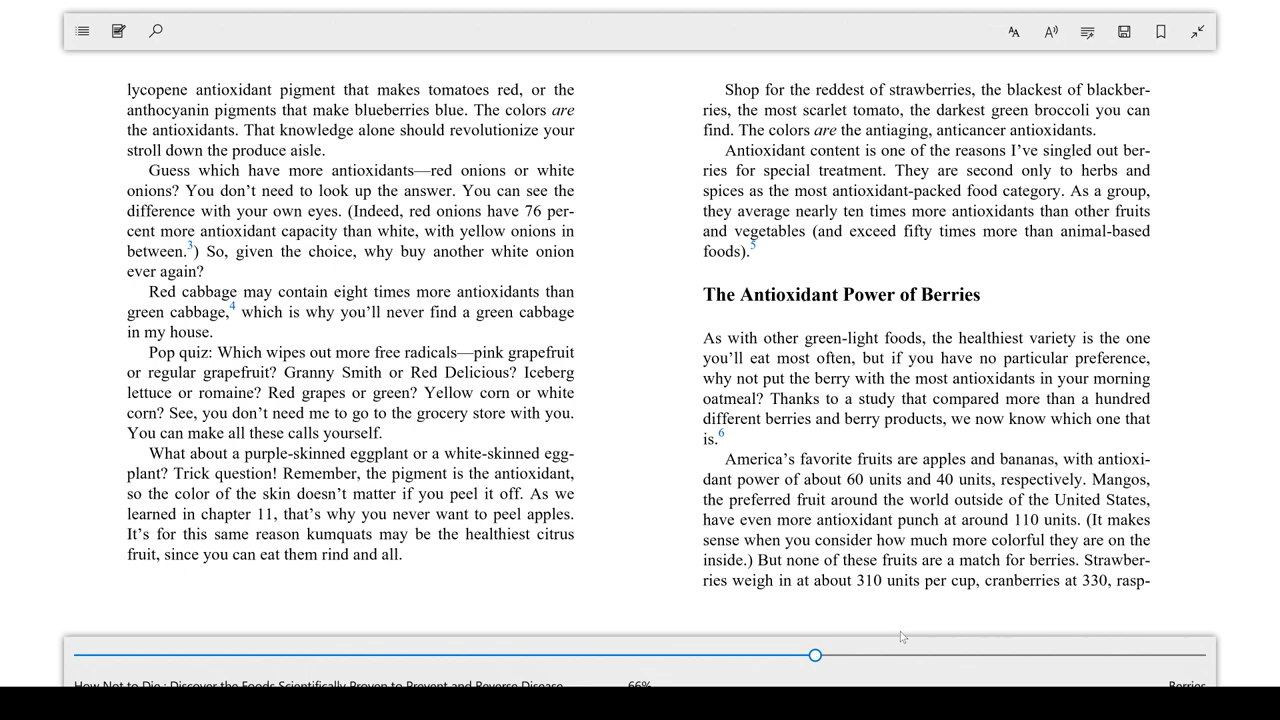 lycopene antioxidant pigment that makes tomatoes red, or the
anthocyanin pigments that make blueberries blue. The colors are
the antioxidants. That knowledge alone should revolutionize your
stroll down the produce aisle.
Guess which have more antioxidants—red onions or white
onions? You don't need to look up the answer. You can see the
difference with your own eyes. (Indeed, red onions have 76 per-
cent more antioxidant capacity than white, with yellow onions in
between.3) So, given the choice, why buy another white onion
ever again?
Red cabbage may contain eight times more antioxidants than
green cabbage,4 which is why you'll never find a green cabbage
in my house.
Pop quiz: Which wipes out more free radicals—pink grapefruit
or regular grapefruit? Granny Smith or Red Delicious? Iceberg
lettuce or romaine? Red grapes or green? Yellow corn or white
corn? See, you don't need me to go to the grocery store with you.
You can make all these calls yourself.
What about a purple-skinned eggplant or a white-skinned egg-
plant? Trick question! Remember, the pigment is the antioxidant,
so the color of the skin doesn't matter if you peel it off. As we
learned in chapter 11, that's why you never want to peel apples.
It's for this same reason kumquats may be the healthiest citrus
fruit, since you can eat them rind and all.
Shop for the reddest of strawberries, the blackest of blackber-
ries, the most scarlet tomato, the darkest green broccoli you can
find. The colors are the antiaging, anticancer antioxidants.
Antioxidant content is one of the reasons I've singled out ber-
ries for special treatment. They are second only to herbs and
spices as the most antioxidant-packed food category. As a group,
they average nearly ten times more antioxidants than other fruits
and vegetables (and exceed fifty times more than animal-based
foods).5
The Antioxidant Power of Berries
As with other green-light foods, the healthiest variety is the one
you'll eat most often, but if you have no particular preference,
why not put the berry with the most antioxidants in your morning
oatmeal? Thanks to a study that compared more than a hundred
different berries and berry products, we now know which one that
is.6
America's favorite fruits are apples and bananas, with antioxi-
dant power of about 60 units and 40 units, respectively. Mangos,
the preferred fruit around the world outside of the United States,
have even more antioxidant punch at around 110 units. (It makes
sense when you consider how much more colorful they are on the
inside.) But none of these fruits are a match for berries. Strawber-
ries weigh in at about 310 units per cup, cranberries at 330, rasp-
How Not to Die : Discover the Foods Scientifically Proven to Prevent and Reverse Disease 66% Berries